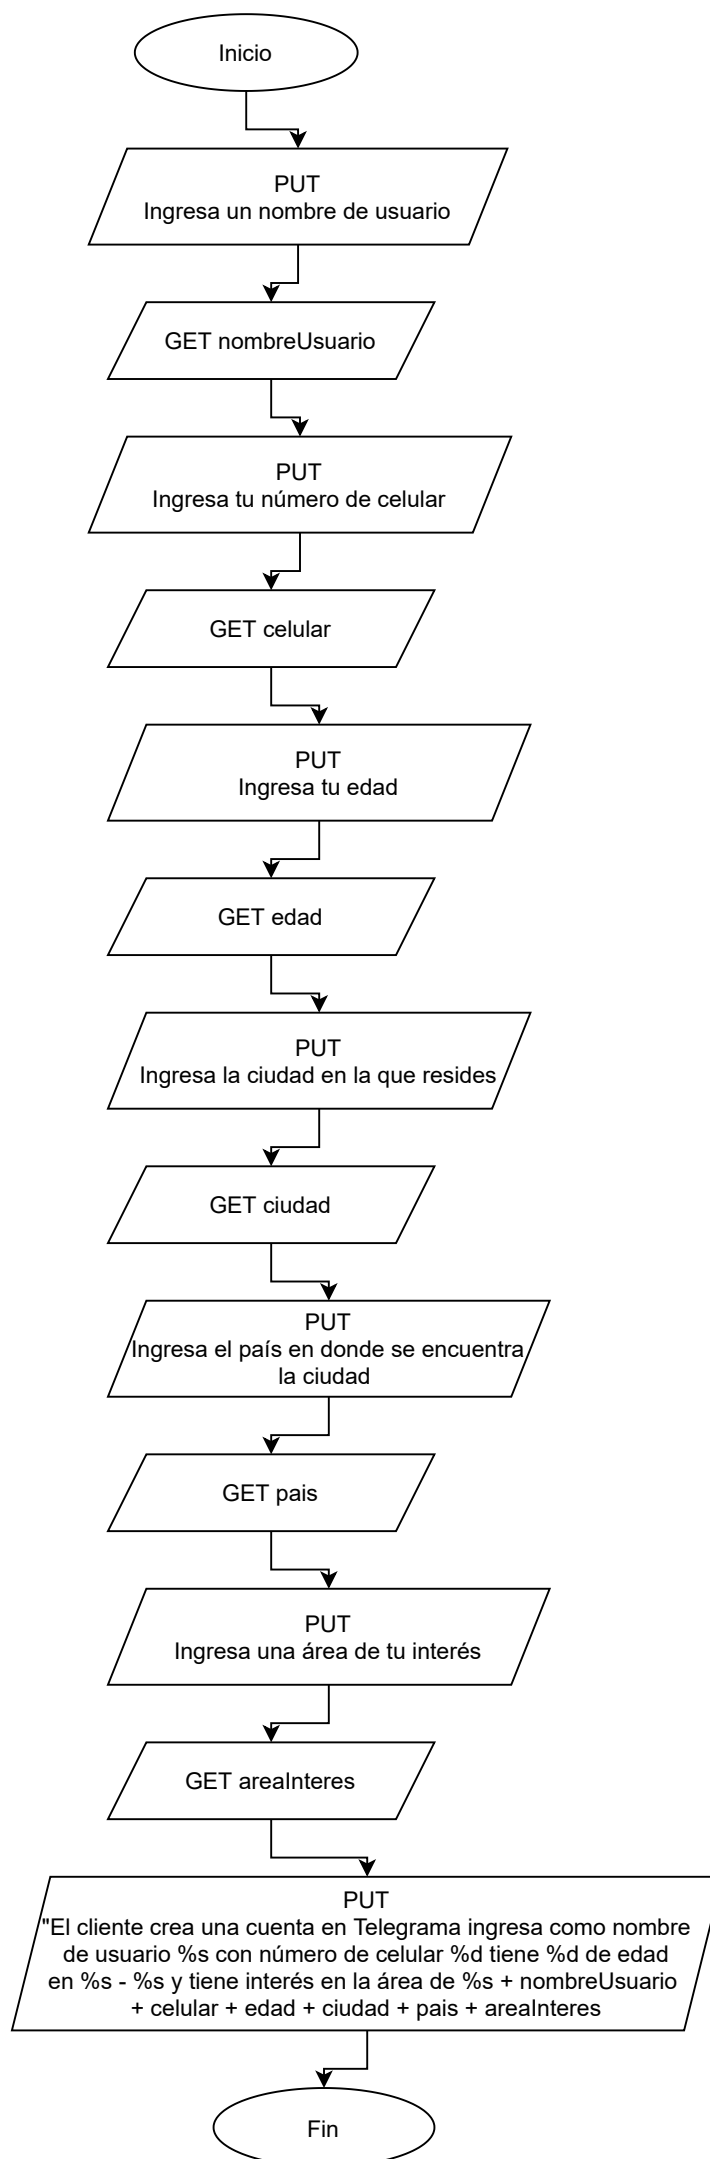 Inicio
PUT
Ingresa un nombre de usuario
GET nombreUsuario
PUT
Ingresa tu número de celular
GET celular
PUT
Ingresa tu edad
GET edad
PUT
Ingresa la ciudad en la que resides
GET ciudad
PUT
Ingresa el país en donde se encuentra
la ciudad
GET pais
PUT
Ingresa una área de tu interés
GET areaInteres
PUT
"El cliente crea una cuenta en Telegrama ingresa como nombre
de usuario %s con número de celular %d tiene %d de edad
en %s - %s y tiene interés en la área de %s + nombreUsuario
+ celular + edad + ciudad + pais + areaInteres
Fin